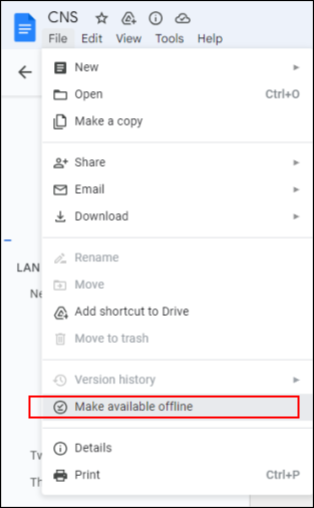 CNS
File Edit View Tools Help
New
Open Ctrl+O
Make a copy
Share
Email
Download
Rename
Move
LAN
Ne
Add shortcut to Drive
Move to trash
Version history
Make available offline
Details
Tw
Print Ctrl+P
Th